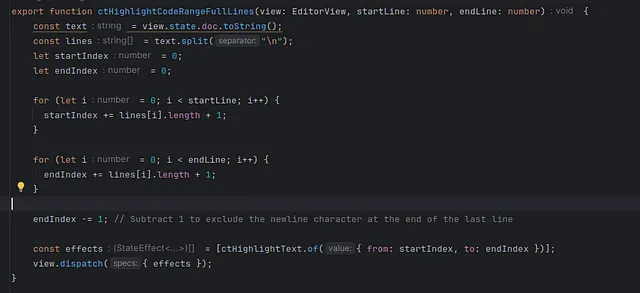 export function ctHighlightCodeRangeFullLines(view: EditorView, startLine: number, endLine: number) : void {
const text : string = view.state.doc.toString();
const lines : string[] = text.split( separator: "\n");
let startIndex : number = 0;
let endIndex : number = 0;
for (let i : number = 0; i < startLine; i++) {
startIndex += lines[i].length + 1;
}
for (let i : number = 0; i < endLine; i++) {
endIndex += lines[i].length + 1;
}
endIndex -= 1; // Subtract 1 to exclude the newline character at the end of the last line
const effects : (StateEffect<...>)[] = [ctHighlightText.of( value: { from: startIndex, to: endIndex })];
view.dispatch( specs: { effects });
}